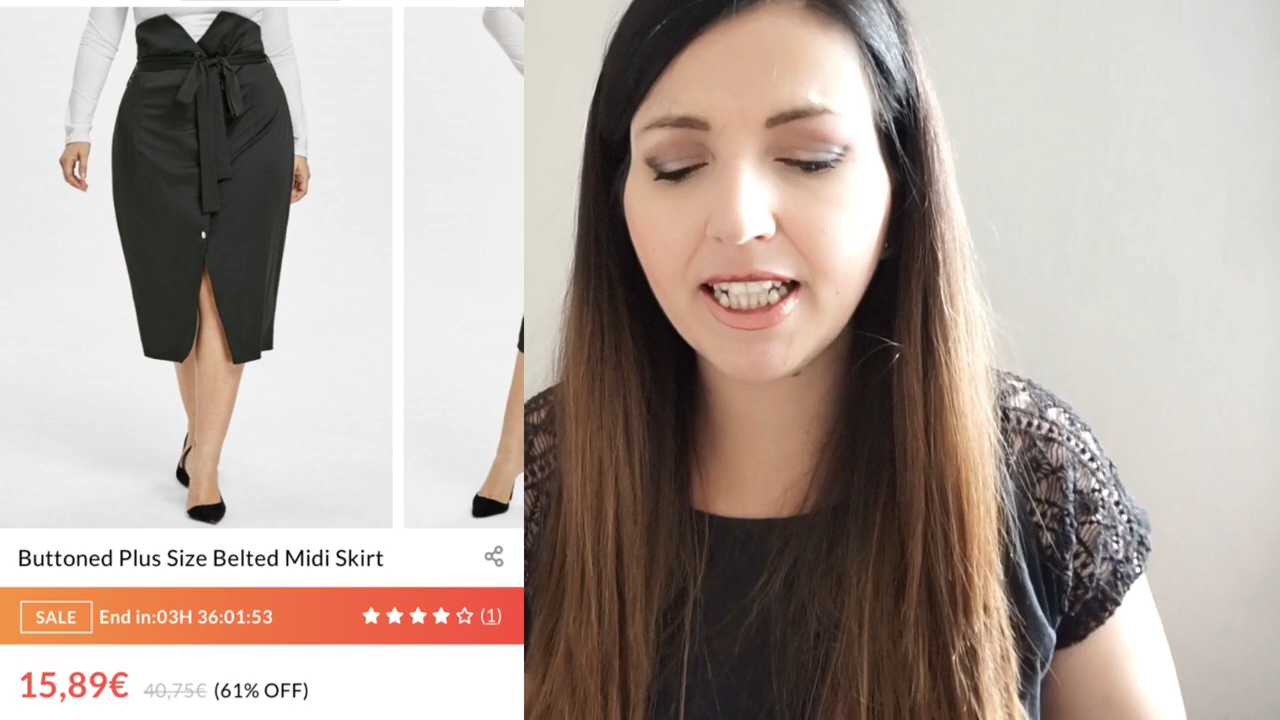 Buttoned Plus Size Belted Midi Skirt
SALE End in:03H 36:01:53 (1)
15,89€ 40,75€ (61% OFF)